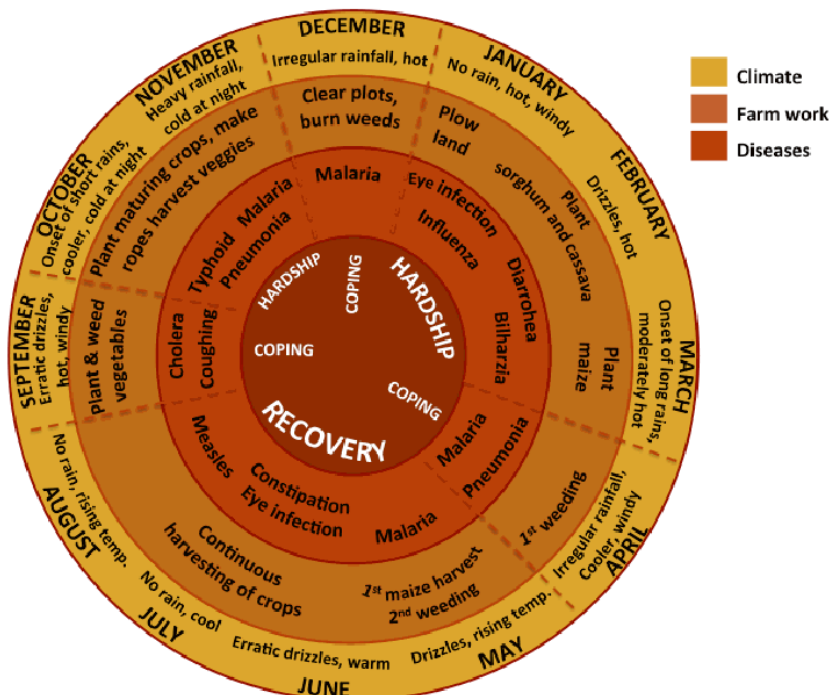 DECEMBER
Irregular rainfall, hot
Clear plots,
burn weeds
Malaria
COPING
JANUARY
No rain, hot, windy
Plow
land
Eye infection
Influenza
HARDSHIP
FEBRUARY
Drizzles, hot
Plant
sorghum and cassava
Diarrohea
Bilharzia
MARCH
Onset of long rains,
moderately hot
Plant
maize
APRIL
Irregular rainfall,
Cooler, windy
1st weeding
Malaria
Pneumonia
COPING
MAY
Drizzles, rising temp.
1st maize harvest
2nd weeding
Malaria
JUNE
Erratic drizzles, warm
JULY
No rain, cool
Continuous
harvesting of crops
Constipation
Eye infection
RECOVERY
AUGUST
No rain, rising temp.
Measles
SEPTEMBER
Erratic drizzles,
hot, windy
Plant & weed
vegetables
Cholera
Coughing
COPING
OCTOBER
Onset of short rains,
cooler, cold at night
NOVEMBER
Heavy rainfall,
cold at night
Plant maturing crops, make
ropes harvest veggies
Typhoid Malaria
Pneumonia
HARDSHIP
Climate
Farm work
Diseases